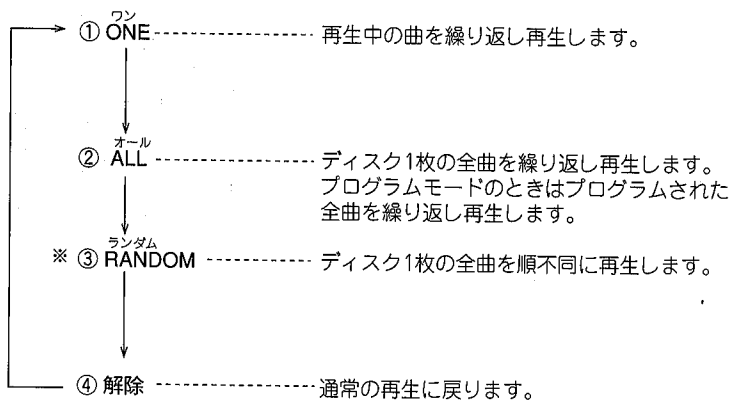 ワン
① ONE 再生中の曲を繰り返し再生します。
オール
② ALL ディスク1枚の全曲を繰り返し再生します。
プログラムモードのときはプログラムされた
全曲を繰り返し再生します。
ランダム
※ ③ RANDOM ディスク1枚の全曲を順不同に再生します。
④ 解除 通常の再生に戻ります。